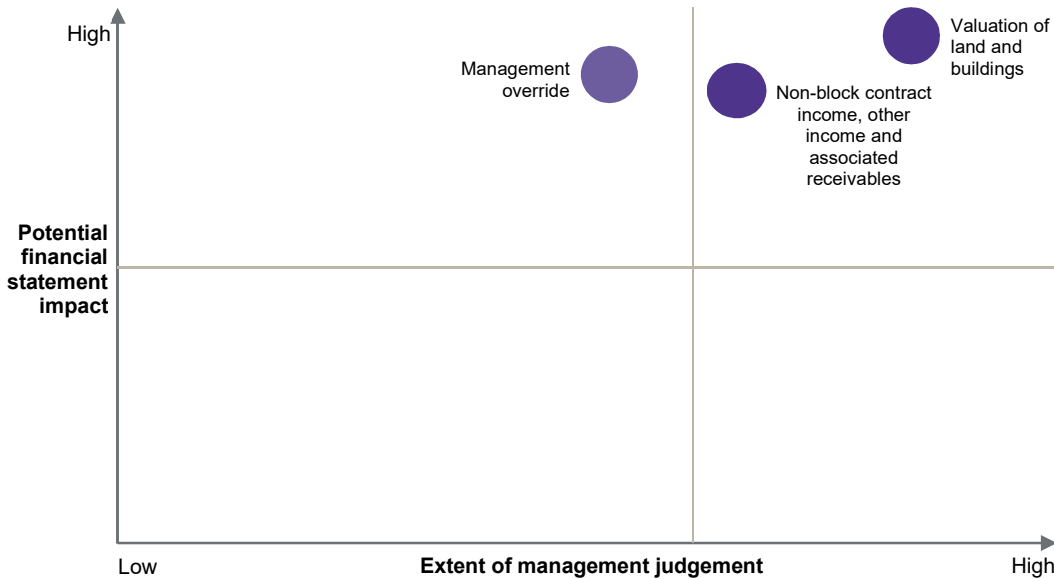 High
Management
override
Non-block contract
income, other
income and
associated
receivables
Valuation of
land and
buildings
Potential
financial
statement
impact
Low
Extent of management judgement
High